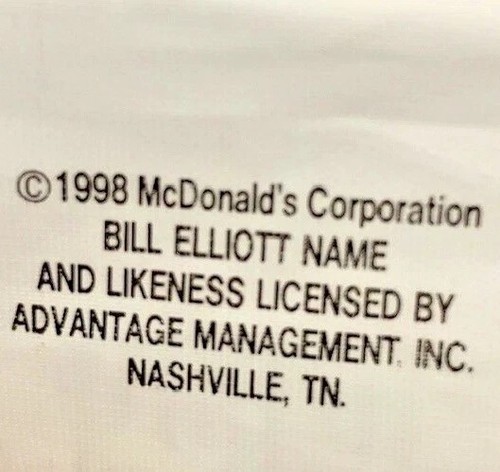 ©1998 McDonald's Corporation
BILL ELLIOTT NAME
AND LIKENESS LICENSED BY
ADVANTAGE MANAGEMENT. INC.
NASHVILLE, TN.